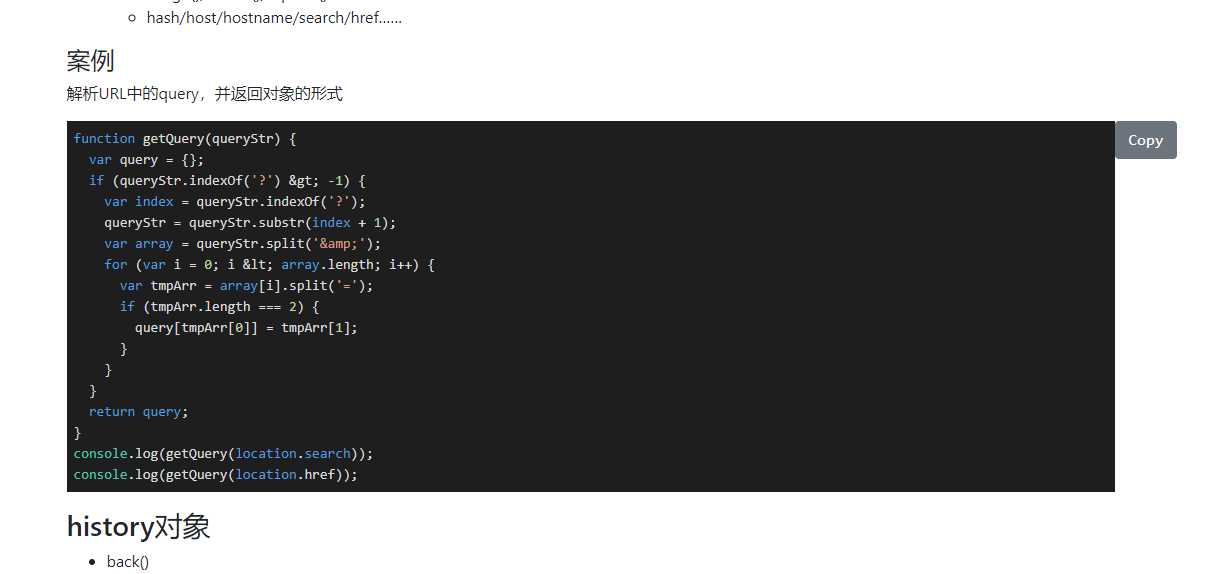 hash/host/hostname/search/href......
案例
解析URL中的query，并返回对象的形式
Copy
function getQuery(queryStr) {
  var query = {};
  if (queryStr.indexOf('?') &gt; -1) {
    var index = queryStr.indexOf('?');
    queryStr = queryStr.substr(index + 1);
    var array = queryStr.split('&amp;');
    for (var i = 0; i &lt; array.length; i++) {
      var tmpArr = array[i].split('=');
      if (tmpArr.length === 2) {
        query[tmpArr[0]] = tmpArr[1];
      }
    }
  }
  return query;
}
console.log(getQuery(location.search));
console.log(getQuery(location.href));
history对象
back()